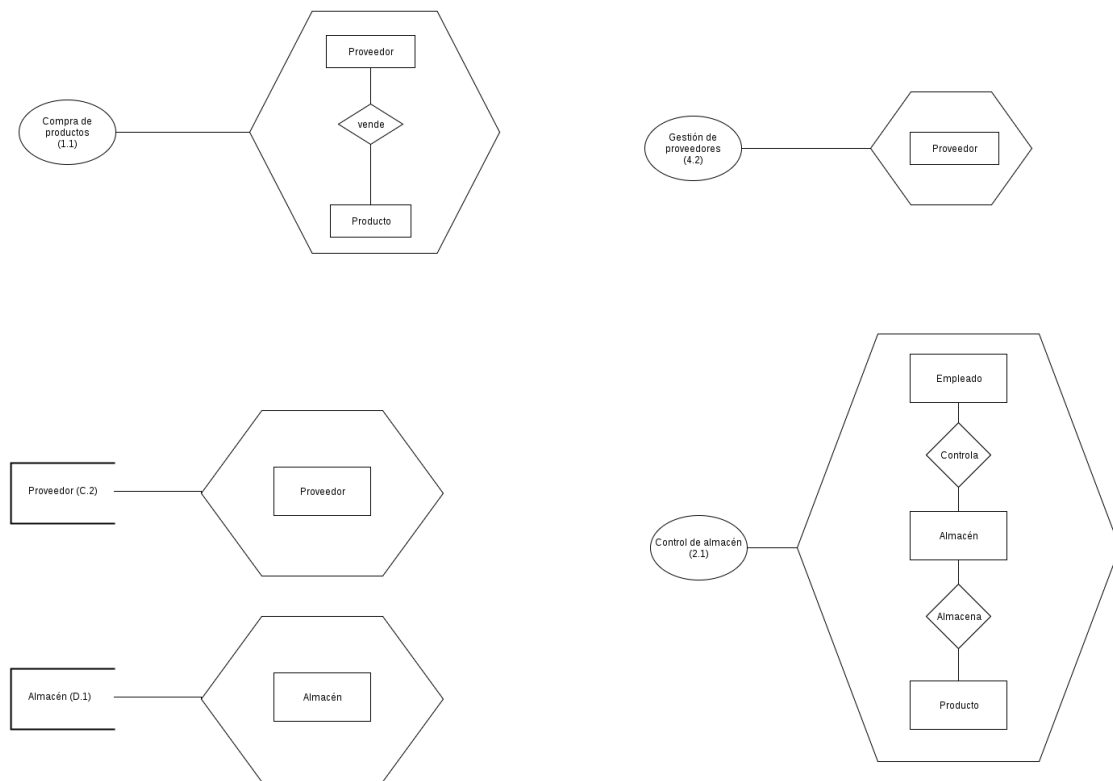 Proveedor
Compra de
productos
(1.1)
vende
Producto
Gestión de
proveedores
(4.2)
Proveedor
Proveedor (C.2)
Proveedor
Almacén (D.1)
Almacén
Empleado
Controla
Control de almacén
(2.1)
Almacén
Almacena
Producto